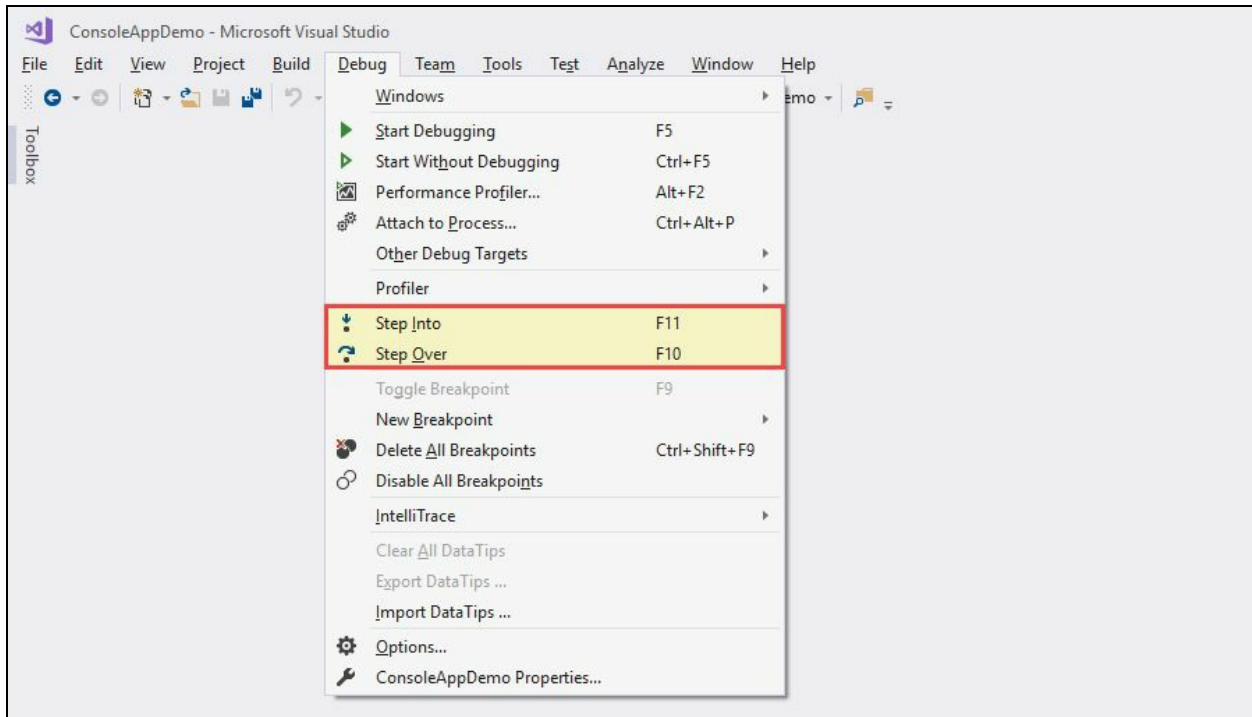 ConsoleAppDemo - Microsoft Visual Studio
File Edit View Project Build Debug Team Tools Test Analyze Window Help
Windows
Toolbox
Start Debugging F5
Start Without Debugging Ctrl+F5
Performance Profiler... Alt+F2
Attach to Process... Ctrl+Alt+P
Other Debug Targets
Profiler
Step Into F11
Step Over F10
Toggle Breakpoint F9
New Breakpoint
Delete All Breakpoints Ctrl+Shift+F9
Disable All Breakpoints
IntelliTrace
Clear All DataTips
Export DataTips ...
Import DataTips ...
Options...
ConsoleAppDemo Properties...